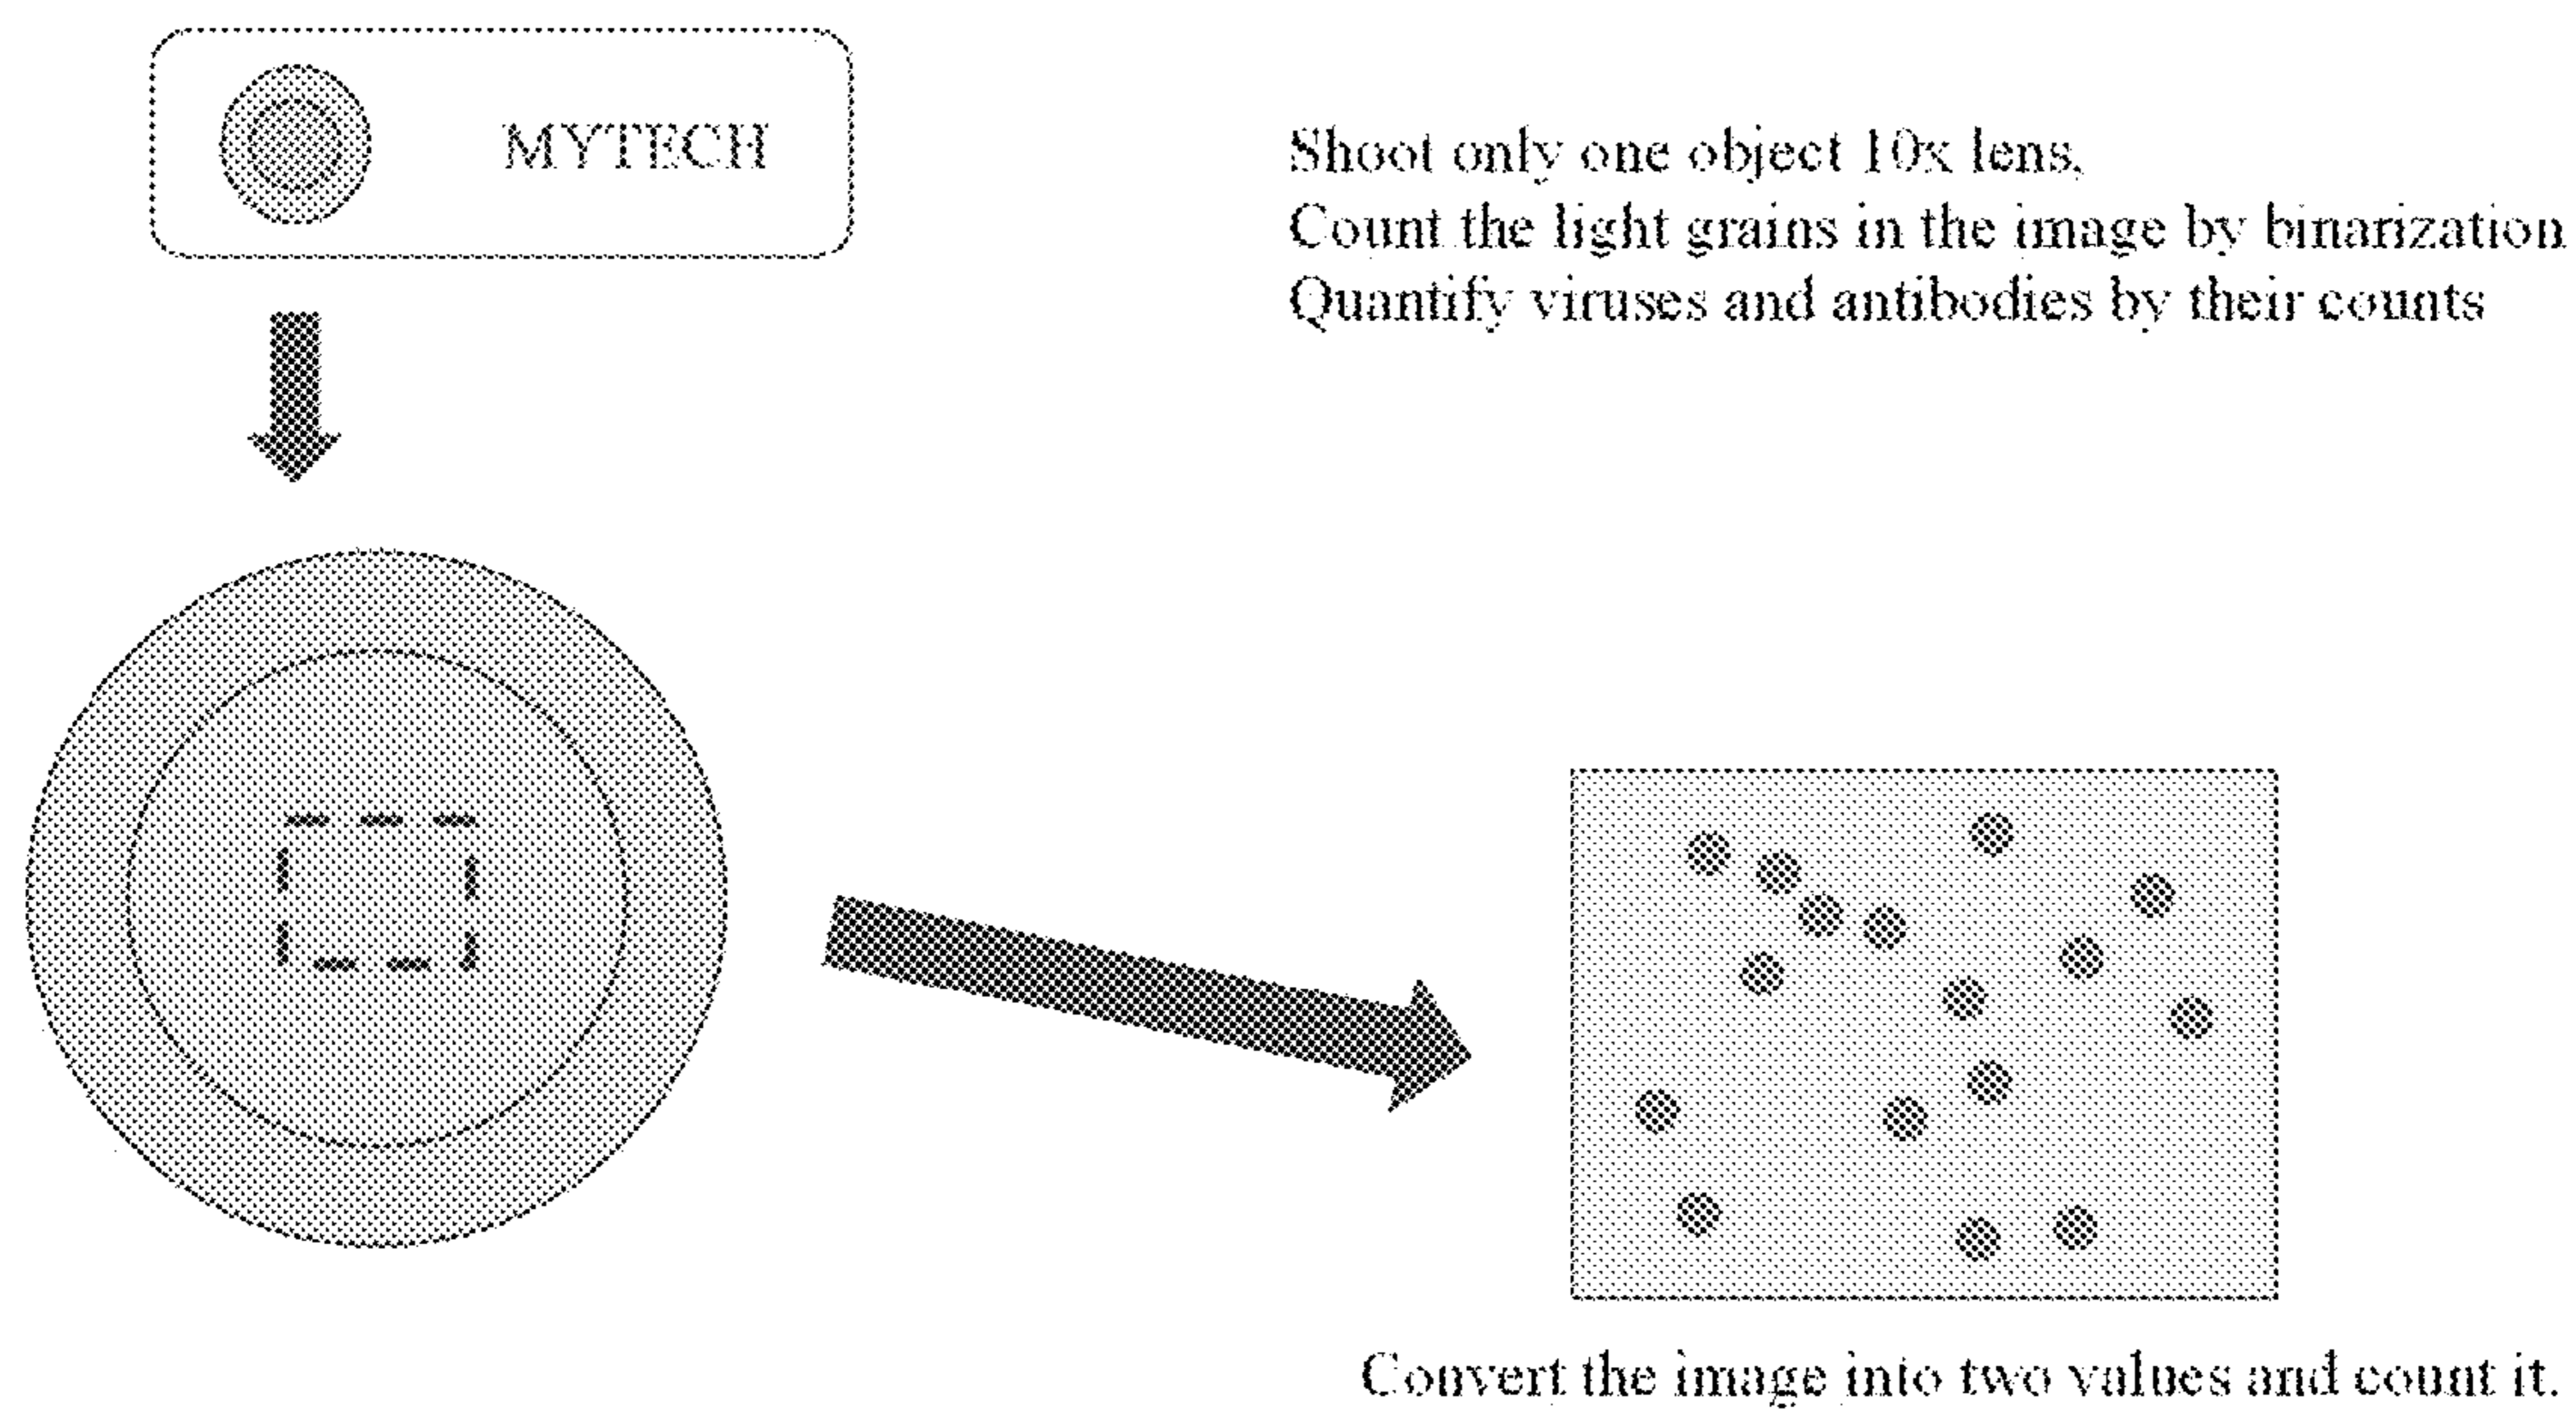 MYTECH
Shoot only one object 10x lens.
Count the light grains in the image by binarization
Quantify viruses and antibodies by their counts
Convert the image into two values and count it.